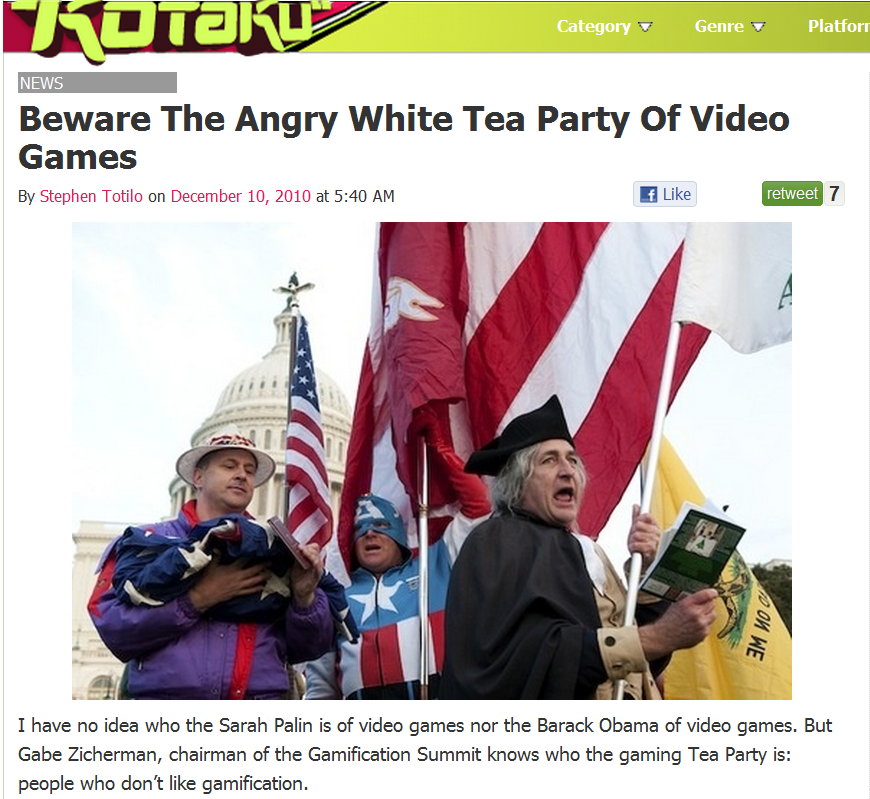 KOTAKU
Category Genre Platfor
NEWS
Beware The Angry White Tea Party Of Video
Games
By Stephen Totilo on December 10, 2010 at 5:40 AM
Like
retweet 7
D ON ME
I have no idea who the Sarah Palin is of video games nor the Barack Obama of video games. But
Gabe Zicherman, chairman of the Gamification Summit knows who the gaming Tea Party is:
people who don’t like gamification.